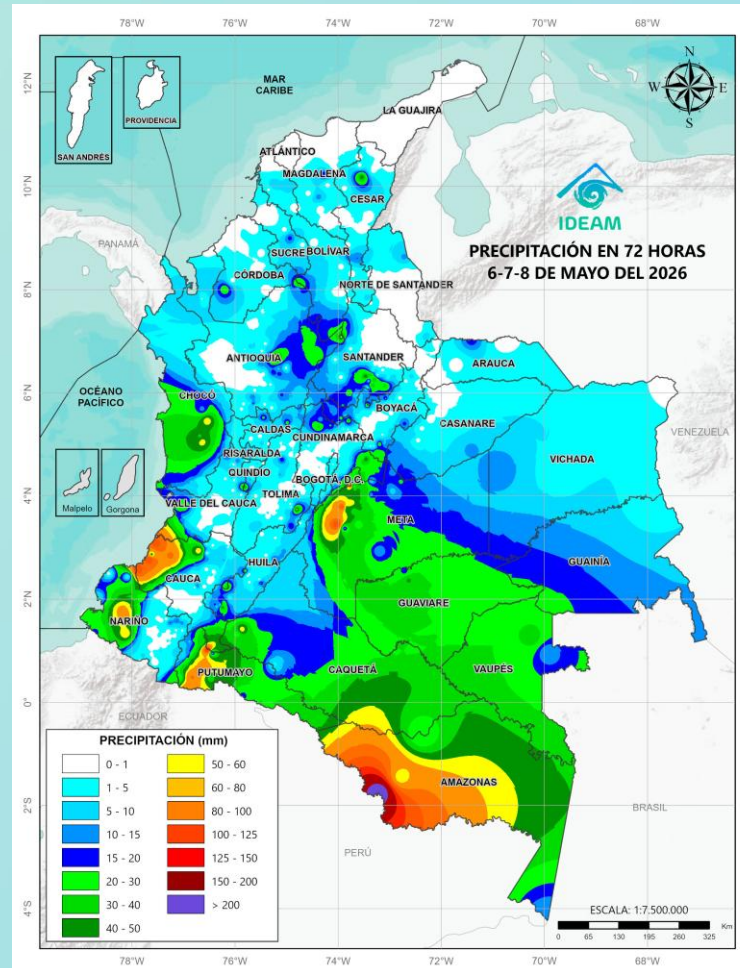 78°W 76°W 74°W 72°W 70°W 68°W
12°N
10°N
8°N
6°N
4°N
2°N
0°
2°S
4°S
SAN ANDRÉS
PROVIDENCIA
MAR
CARIBE
N
W E
S
IDEAM
PRECIPITACIÓN EN 72 HORAS
6-7-8 DE MAYO DEL 2026
LA GUAJIRA
ATLÁNTICO
MAGDALENA
CESAR
PANAMÁ
SUCRE
BOLÍVAR
CÓRDOBA
NORTE DE SANTANDER
ANTIOQUIA
SANTANDER
ARAUCA
OCÉANO
PACÍFICO
CHOCÓ
BOYACÁ
CALDAS
CASANARE
CUNDINAMARCA
VENEZUELA
RISARALDA
VICHADA
QUINDÍO
BOGOTÁ, D.C.
TOLIMA
Malpelo
Gorgona
VALLE DEL CAUCA
META
HUILA
GUAINÍA
CAUCA
GUAVIARE
NARIÑO
PUTUMAYO
CAQUETÁ
VAUPÉS
ECUADOR
AMAZONAS
BRASIL
PERÚ
PRECIPITACIÓN (mm)
0 - 1
1 - 5
5 - 10
10 - 15
15 - 20
20 - 30
30 - 40
40 - 50
50 - 60
60 - 80
80 - 100
100 - 125
125 - 150
150 - 200
> 200
ESCALA: 1:7.500.000
0 65 130 195 260 325 Km
78°W 76°W 74°W 72°W 70°W 68°W